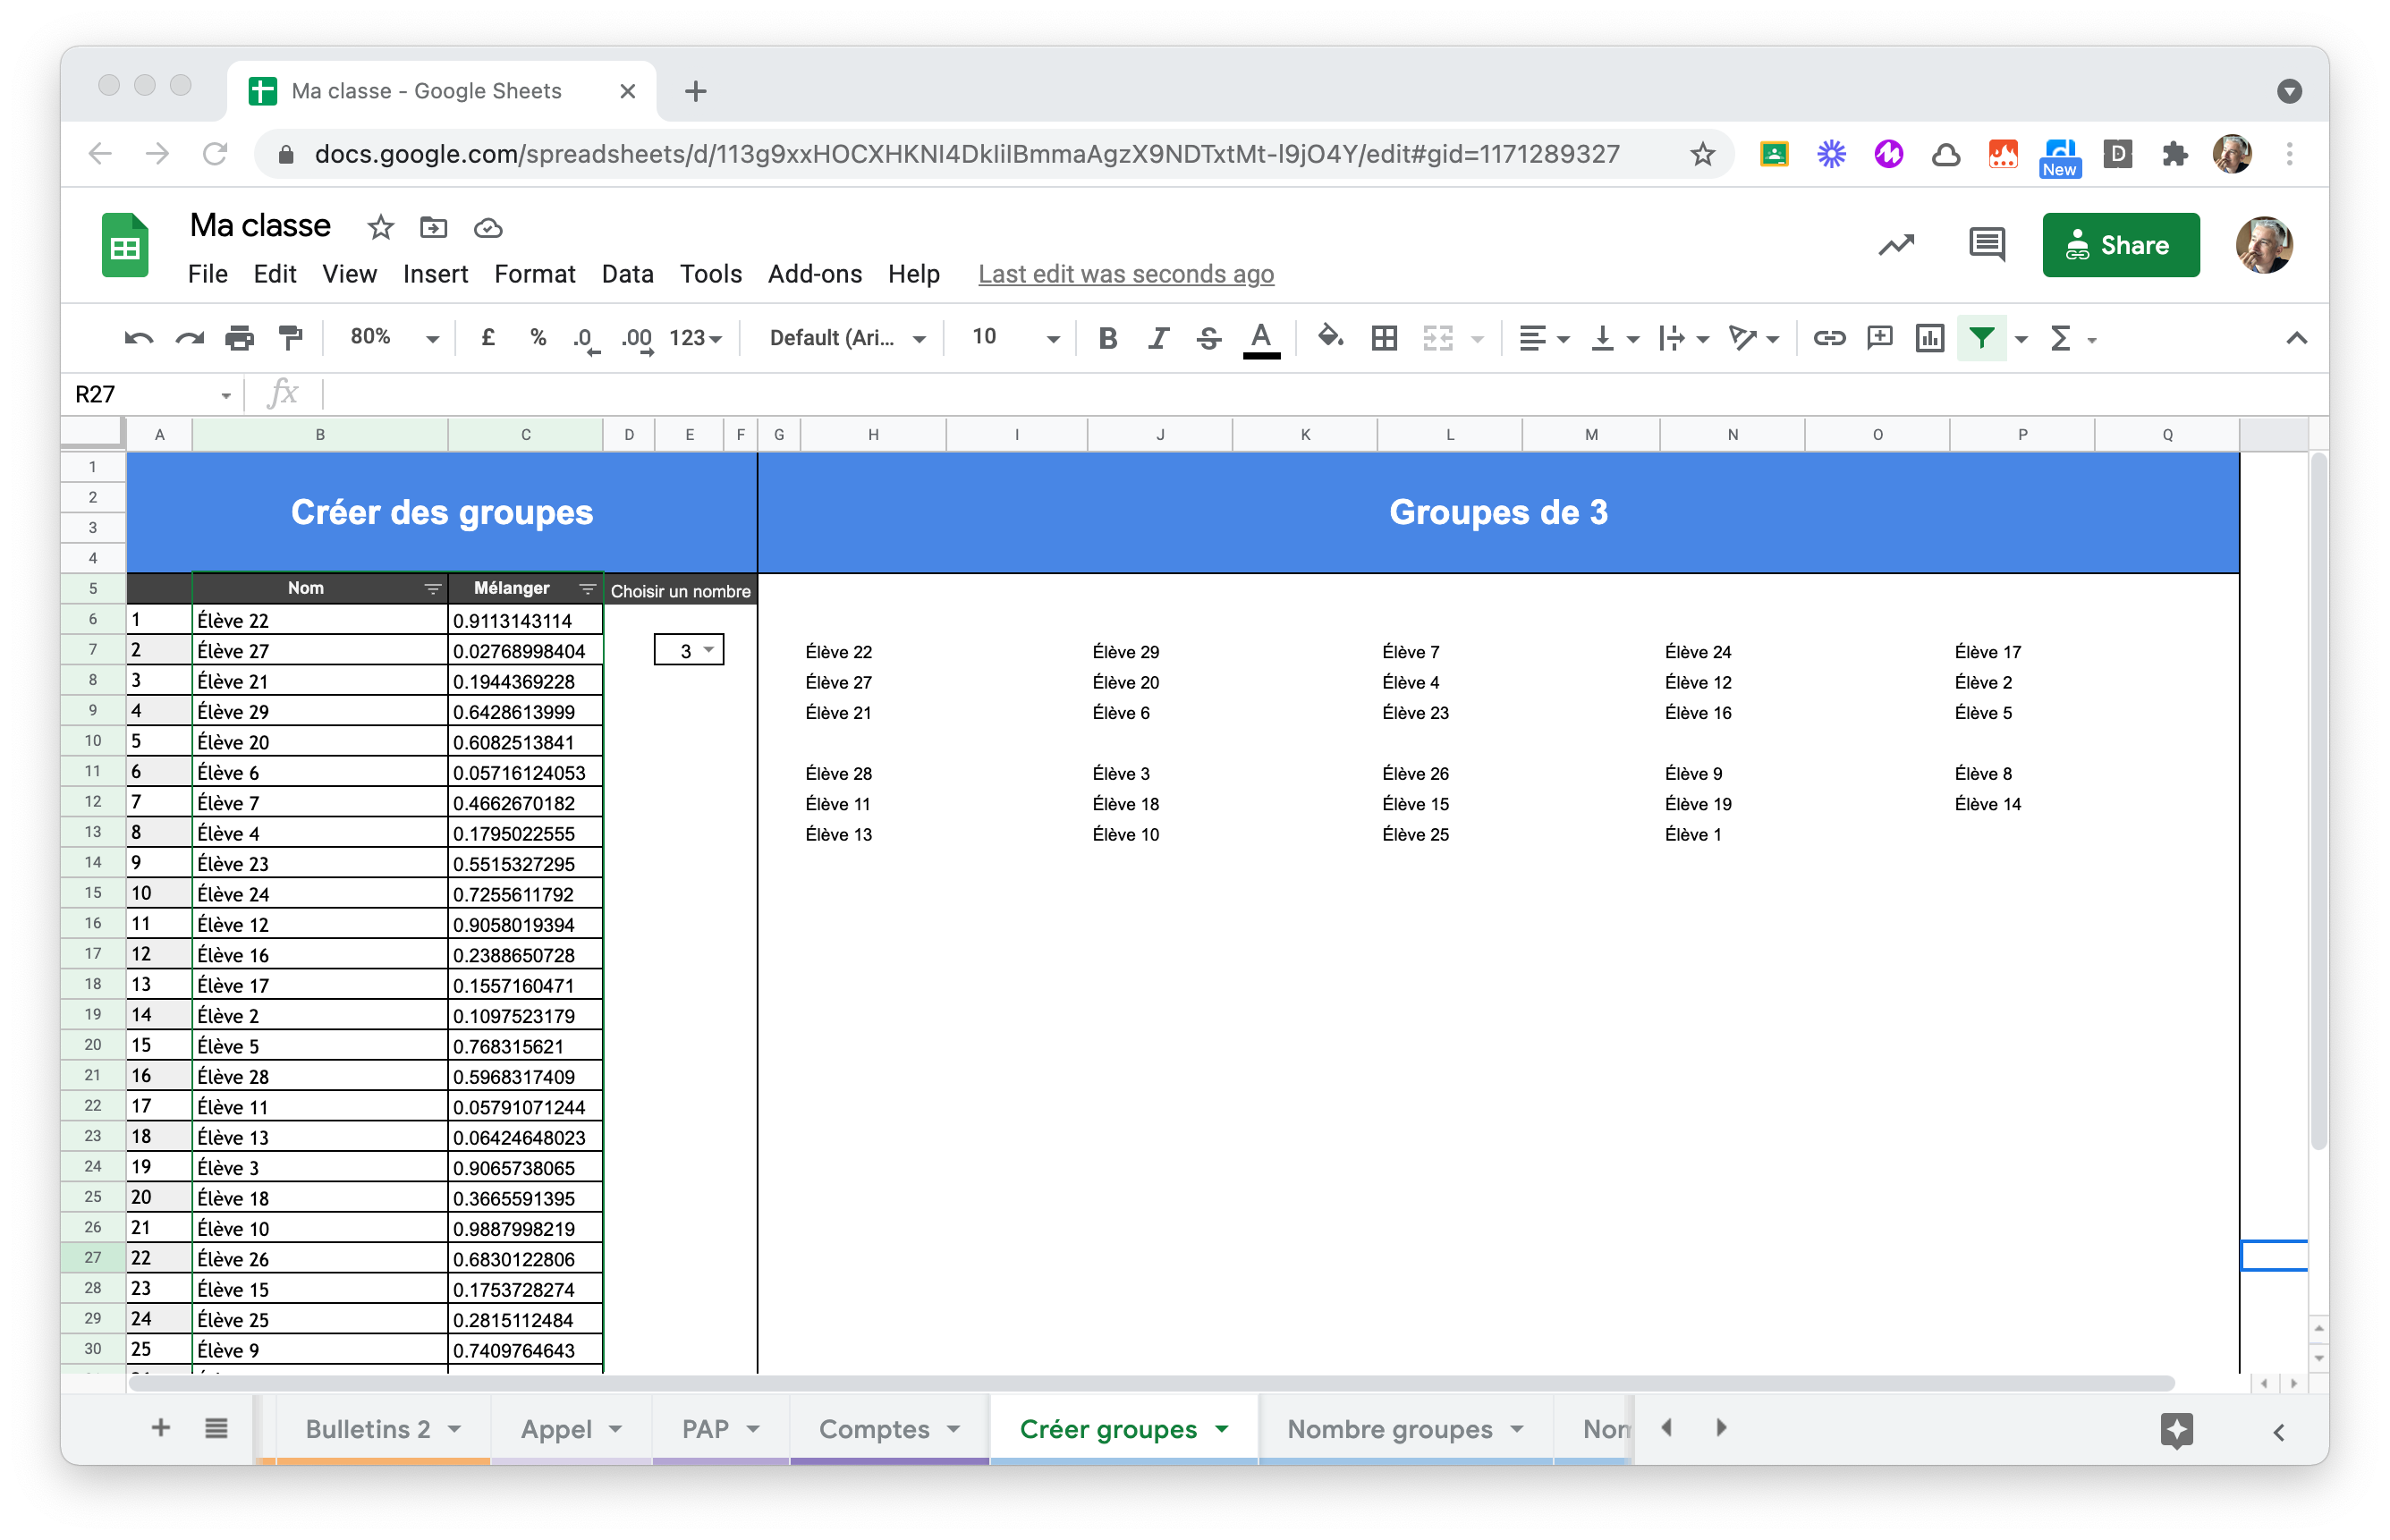 Ma classe - Google Sheets
docs.google.com/spreadsheets/d/113g9xxHOCXHKNI4DkIiIBmmaAgzX9NDTxtMt-I9jO4Y/edit#gid=1171289327
New
D
Ma classe
File Edit View Insert Format Data Tools Add-ons Help Last edit was seconds ago
Share
80% £ % .0 .00 123 Default (Ari... 10 B I S A Σ
R27 fx
A B C D E F G H I J K L M N O P Q
1
2
3
4
Créer des groupes Groupes de 3
5 Nom Mélanger Choisir un nombre
6 1 Élève 22 0.9113143114
7 2 Élève 27 0.02768998404 3 Élève 22 Élève 29 Élève 7 Élève 24 Élève 17
8 3 Élève 21 0.1944369228 Élève 27 Élève 20 Élève 4 Élève 12 Élève 2
9 4 Élève 29 0.6428613999 Élève 21 Élève 6 Élève 23 Élève 16 Élève 5
10 5 Élève 20 0.6082513841
11 6 Élève 6 0.05716124053 Élève 28 Élève 3 Élève 26 Élève 9 Élève 8
12 7 Élève 7 0.4662670182 Élève 11 Élève 18 Élève 15 Élève 19 Élève 14
13 8 Élève 4 0.1795022555 Élève 13 Élève 10 Élève 25 Élève 1
14 9 Élève 23 0.5515327295
15 10 Élève 24 0.7255611792
16 11 Élève 12 0.9058019394
17 12 Élève 16 0.2388650728
18 13 Élève 17 0.1557160471
19 14 Élève 2 0.1097523179
20 15 Élève 5 0.768315621
21 16 Élève 28 0.5968317409
22 17 Élève 11 0.05791071244
23 18 Élève 13 0.06424648023
24 19 Élève 3 0.9065738065
25 20 Élève 18 0.3665591395
26 21 Élève 10 0.9887998219
27 22 Élève 26 0.6830122806
28 23 Élève 15 0.1753728274
29 24 Élève 25 0.2815112484
30 25 Élève 9 0.7409764643
Bulletins 2 Appel PAP Comptes Créer groupes Nombre groupes